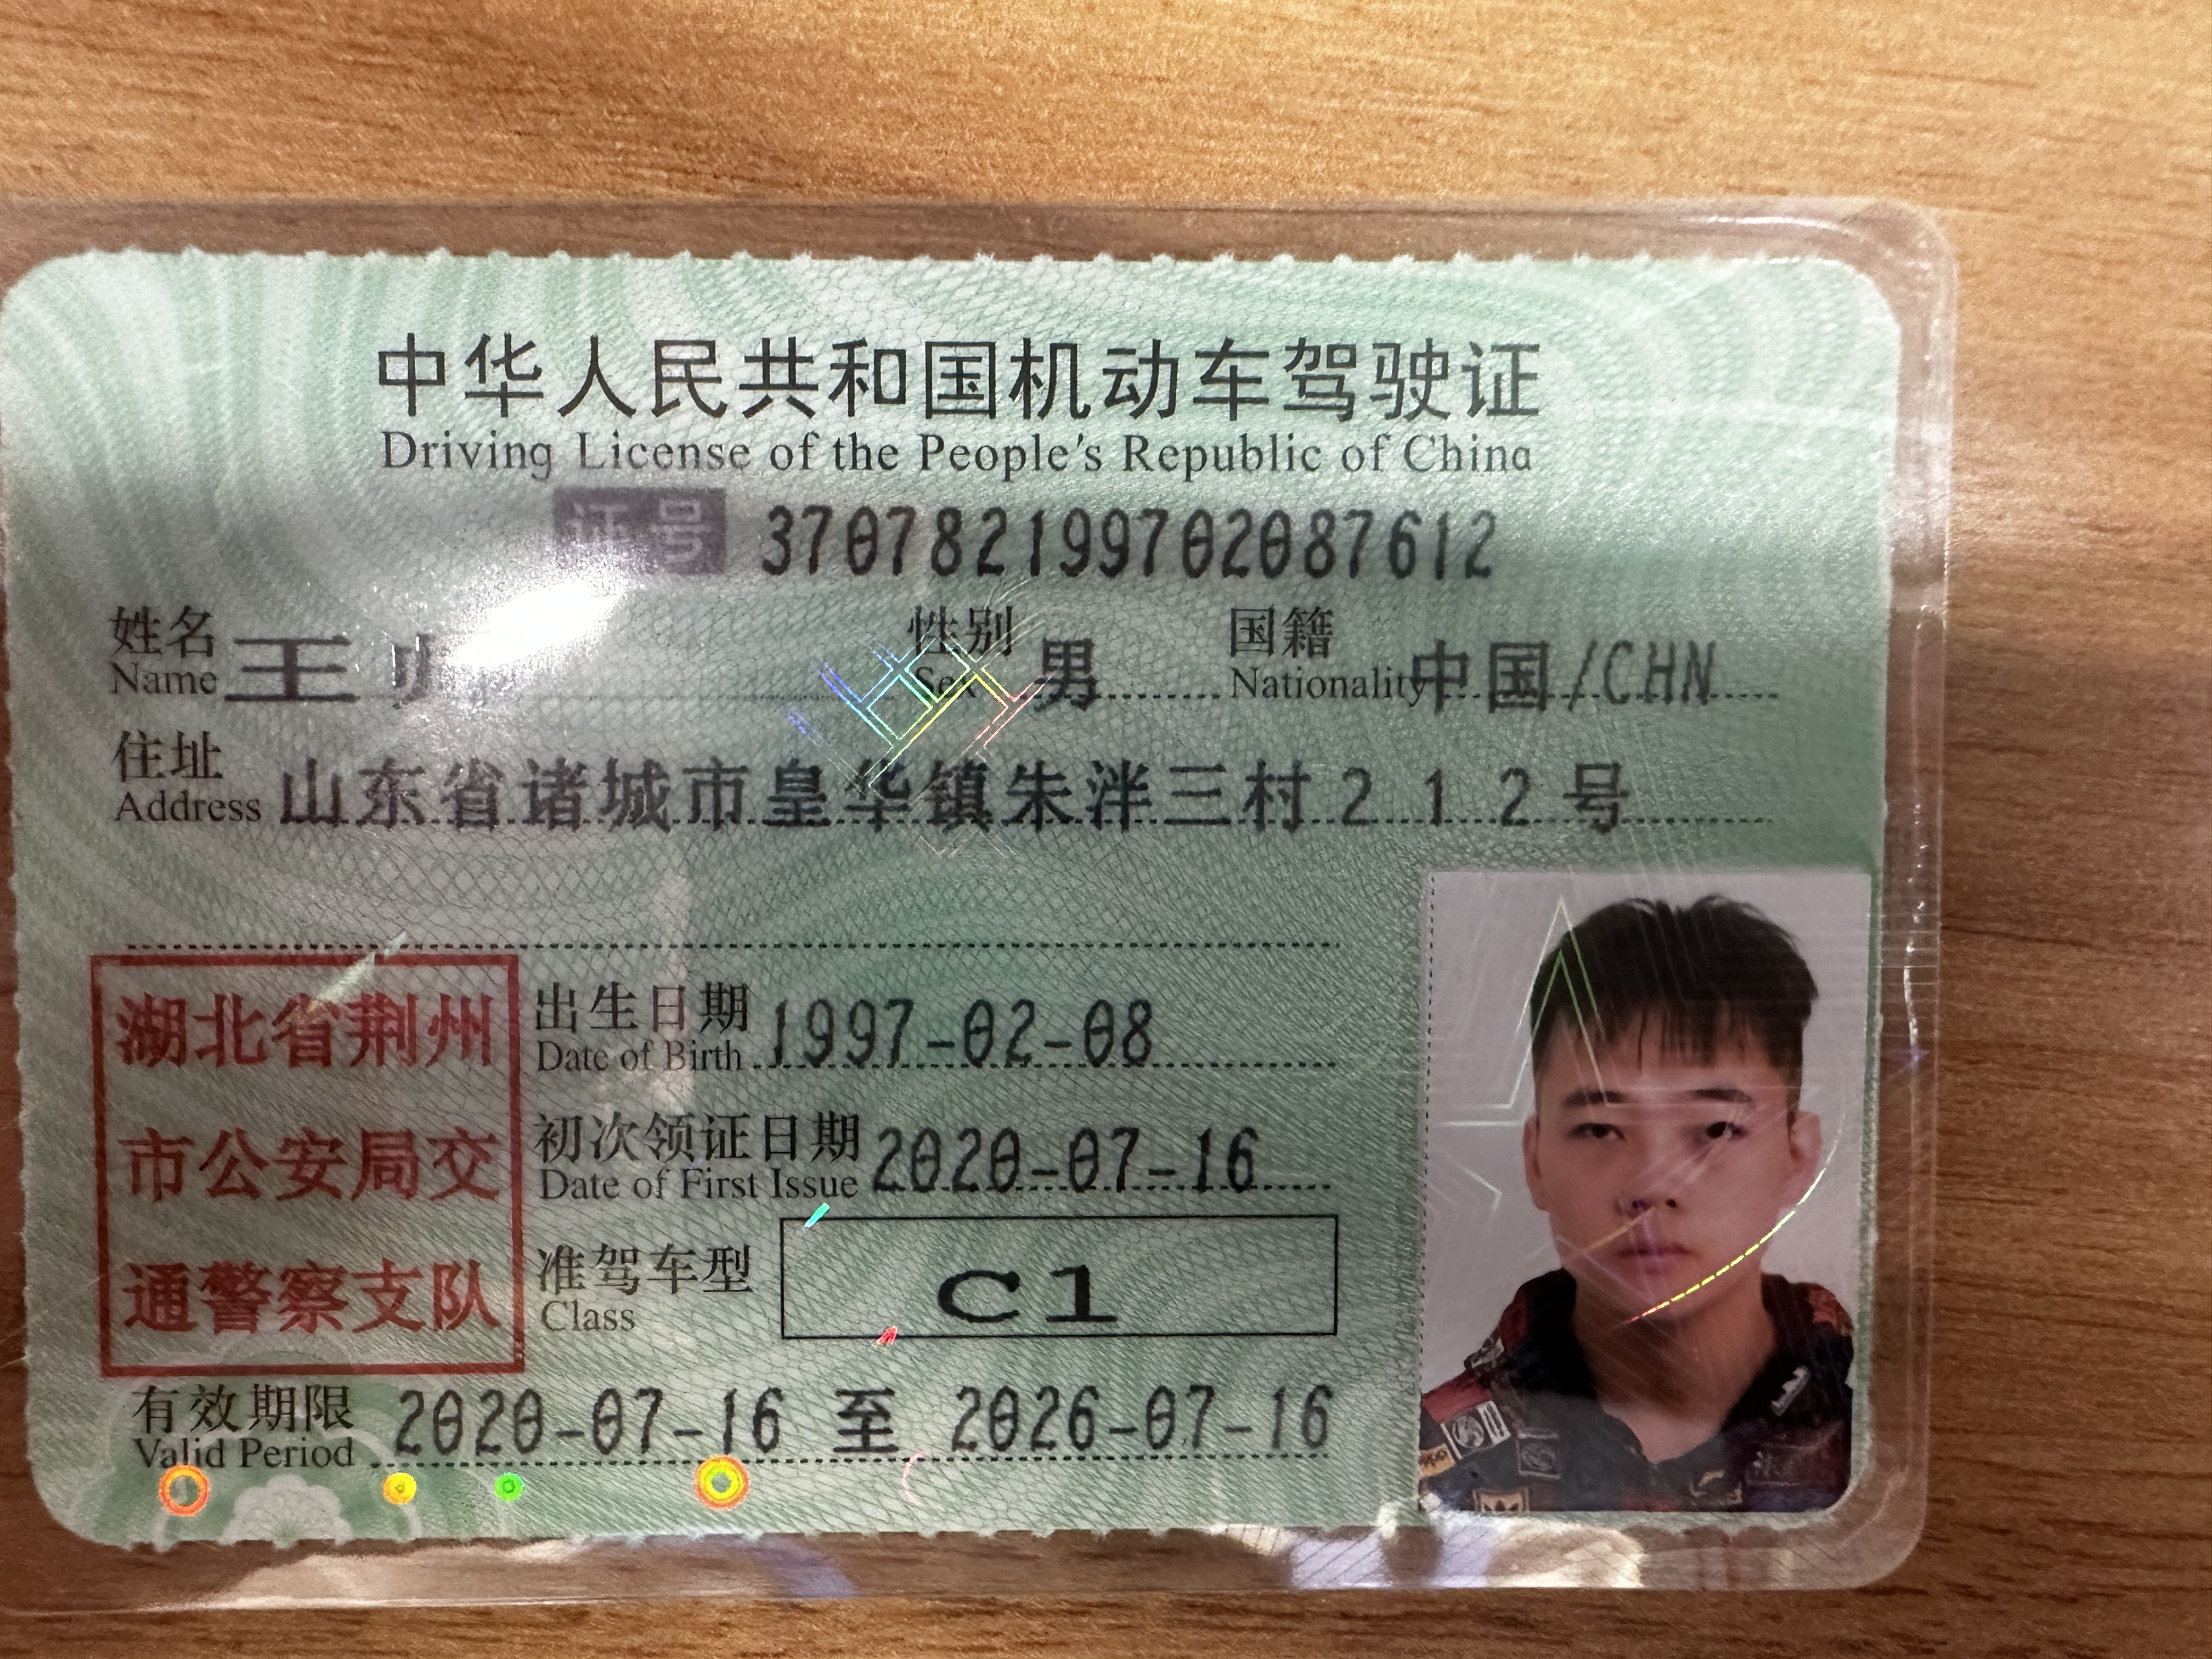 中华人民共和国机动车驾驶证
Driving License of the People's Republic of China
证号 370782199702087612
姓名 王
Name
性别 男
Sex
国籍 中国/CHN
Nationality
住址 山东省诸城市皇华镇朱泮三村212号
Address
湖北省荆州
市公安局交
通警察支队
出生日期 1997-02-08
Date of Birth
初次领证日期 2020-07-16
Date of First Issue
准驾车型 C1
Class
有效期限 2020-07-16 至 2026-07-16
Valid Period